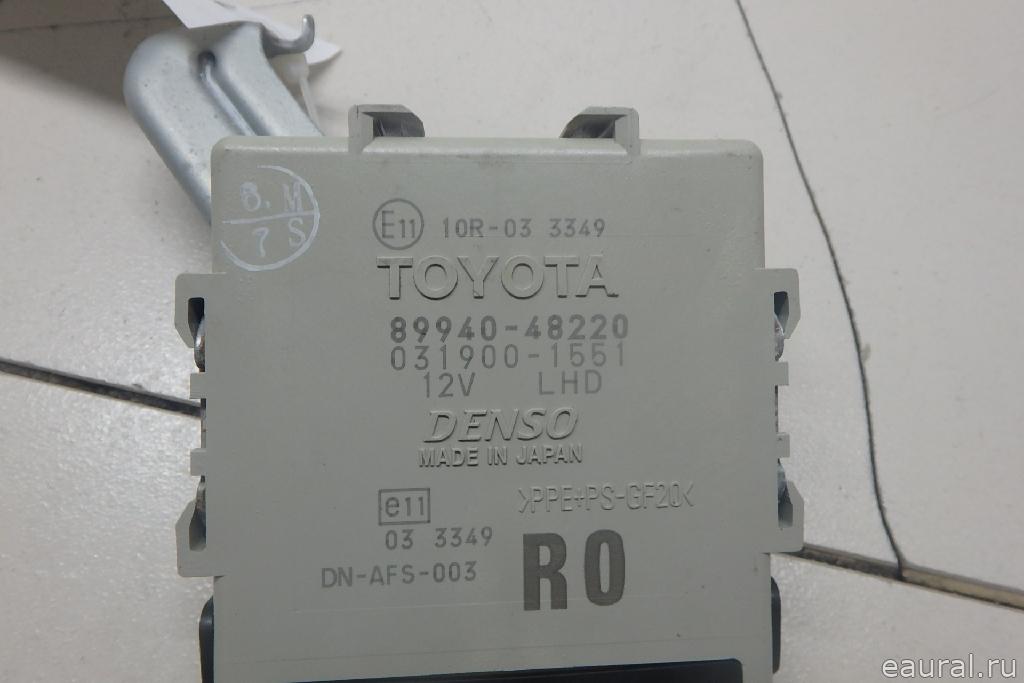 8. M
7 S
E11 10R-03 3349
TOYOTA
89940-48220
031900-1551
12V LHD
DENSO
MADE IN JAPAN
e11 >PPE+PS-GF20<
03 3349
DN-AFS-003 R0
eaural.ru